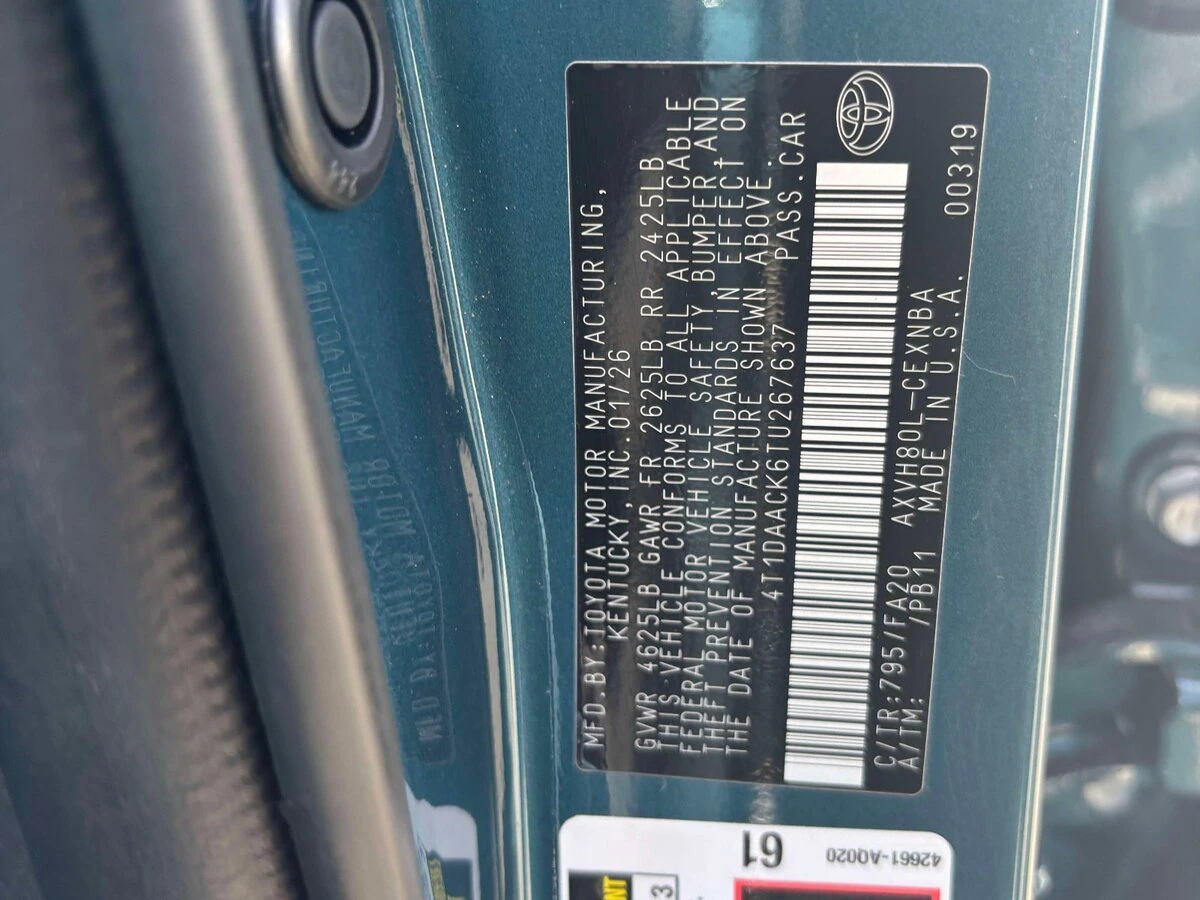 MFD.BY:TOYOTA MOTOR MANUFACTURING,
KENTUCKY,INC.01/26
GVWR 4625LB GAWR FR 2625LB RR 2425LB
THIS VEHICLE CONFORMS TO ALL APPLICABLE
FEDERAL MOTOR VEHICLE SAFETY,BUMPER,AND
THEFT PREVENTION STANDARDS IN EFFECT ON
THE DATE OF MANUFACTURE SHOWN ABOVE.
4T1DAACK6TU267637 PASS.CAR
C/TR:795/FA20 AXVH80L-CEXNBA
A/TM: /PB11 MADE IN U.S.A. 00319
61
42661-AQ020